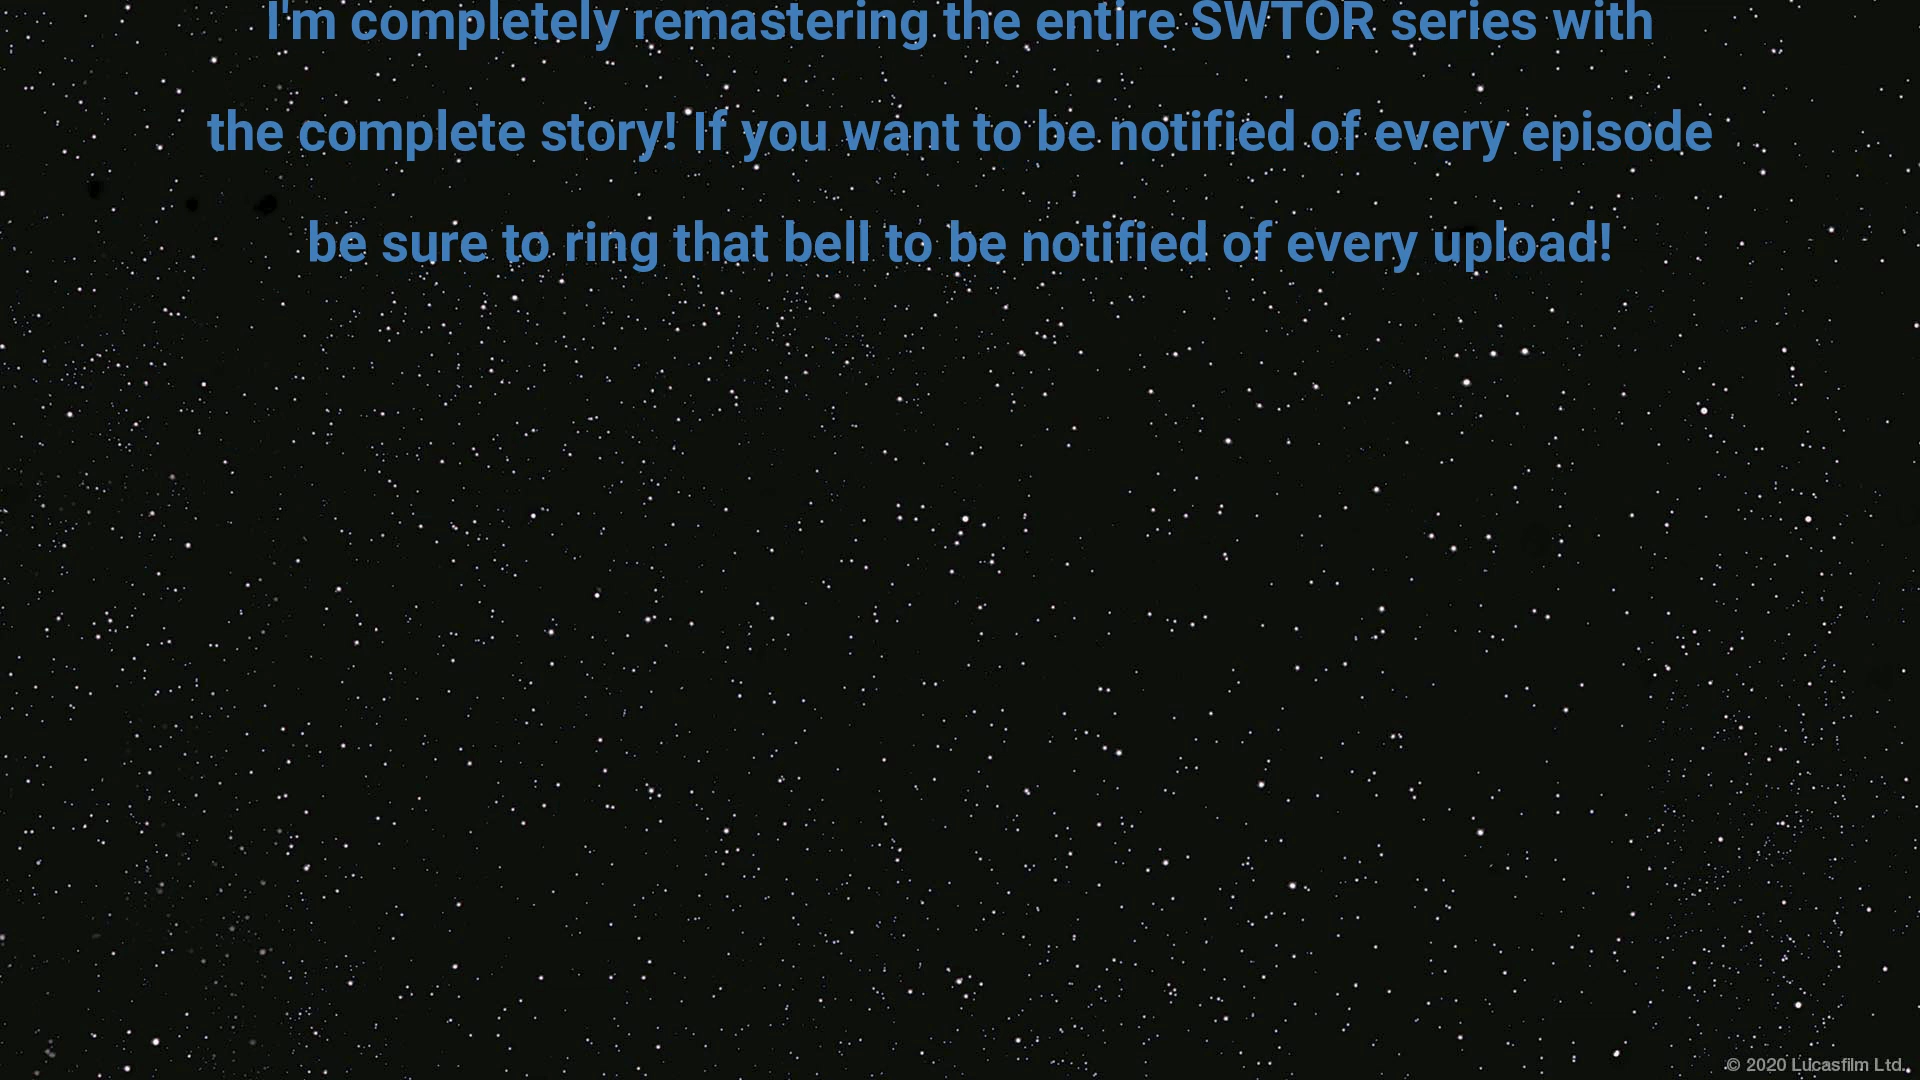 I'm completely remastering the entire SWTOR series with
the complete story! If you want to be notified of every episode
be sure to ring that bell to be notified of every upload!
© 2020 Lucasfilm Ltd.